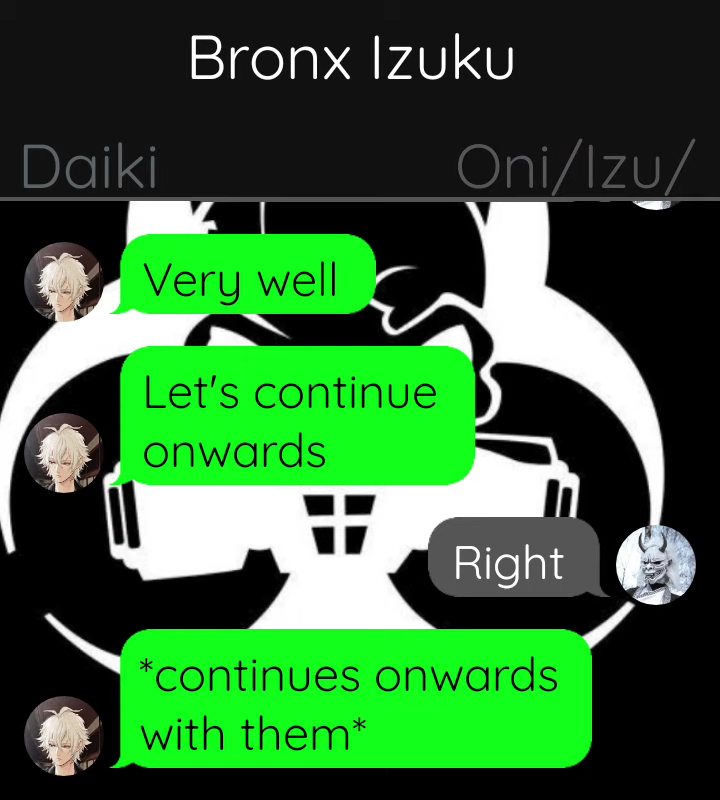 Bronx Izuku
Daiki
Oni/Izu/
Very well
Let's continue
onwards
Right
*continues onwards
with them*